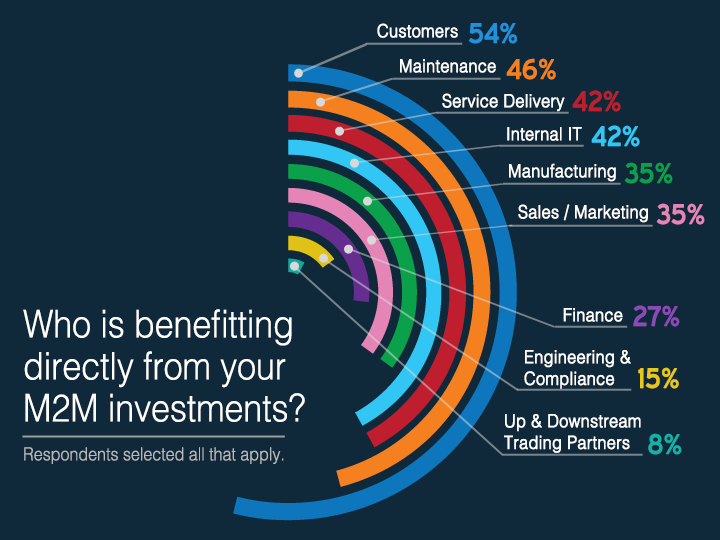 Customers 54%
Maintenance 46%
Service Delivery 42%
Internal IT 42%
Manufacturing 35%
Sales / Marketing 35%
Finance 27%
Engineering &
Compliance 15%
Up & Downstream
Trading Partners 8%
Who is benefitting
directly from your
M2M investments?
Respondents selected all that apply.